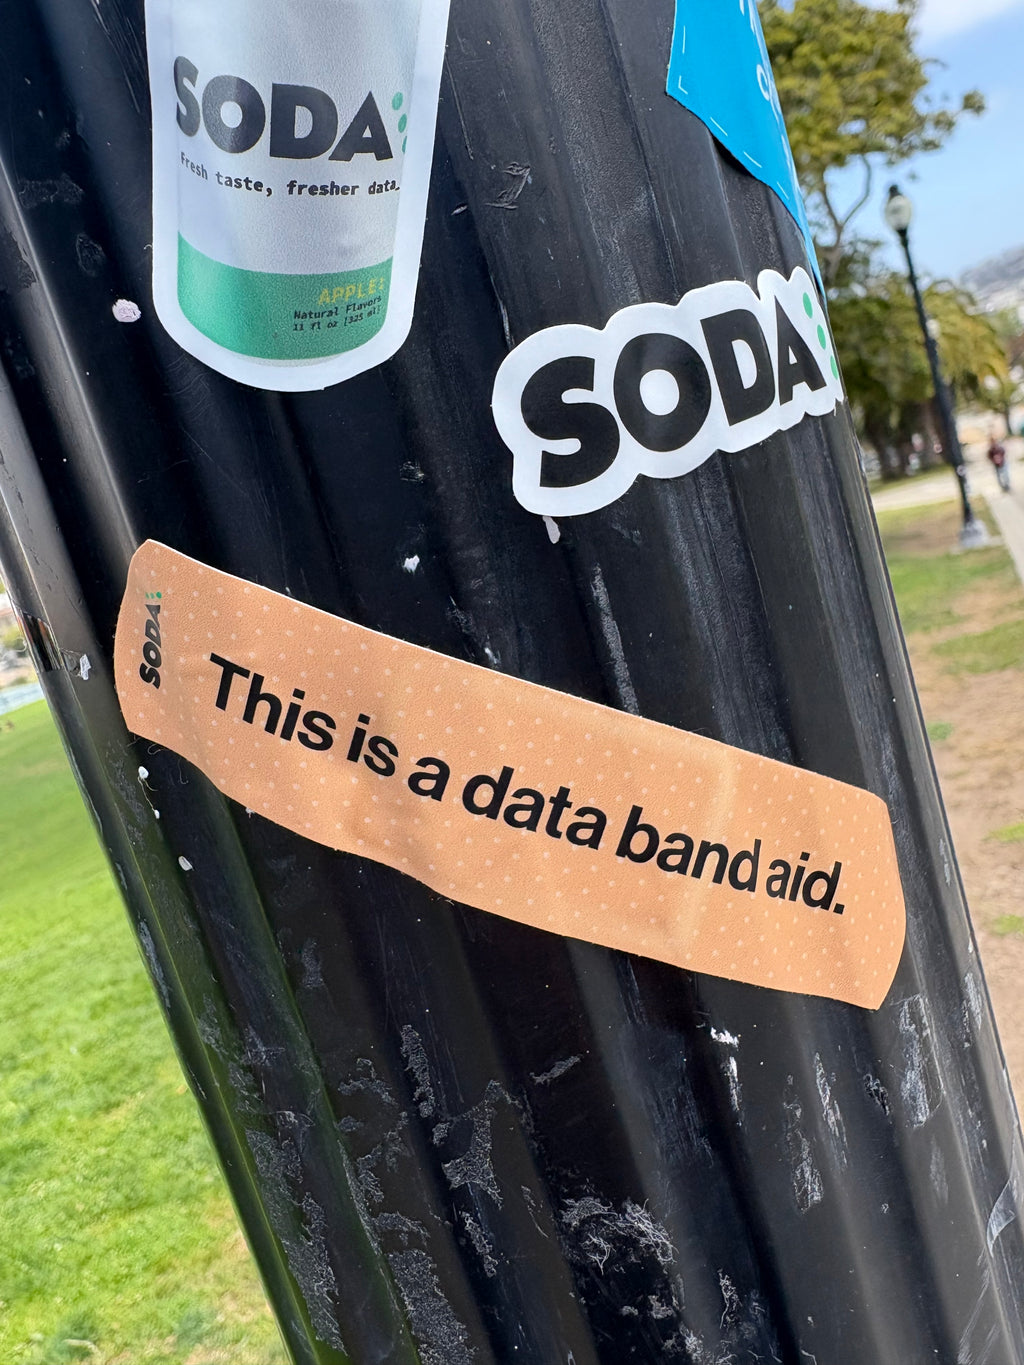 SODA
Fresh taste, fresher data_
APPLE
Natural Flavors
11 fl oz [325 ml]
SODA
SODA
This is a data band aid.